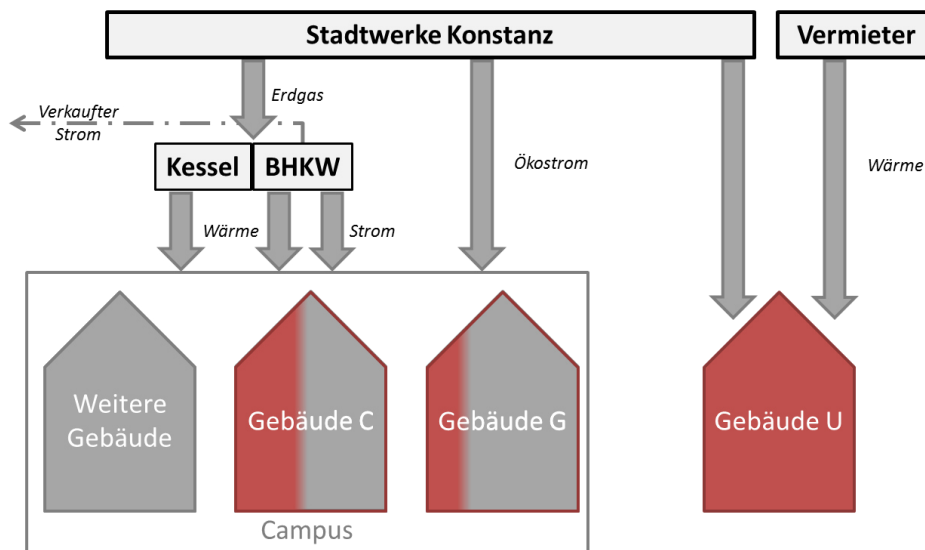 Stadtwerke Konstanz
Vermieter
Erdgas
Verkaufter
Strom
Kessel
BHKW
Ökostrom
Wärme
Wärme
Strom
Weitere
Gebäude
Gebäude C
Gebäude G
Gebäude U
Campus